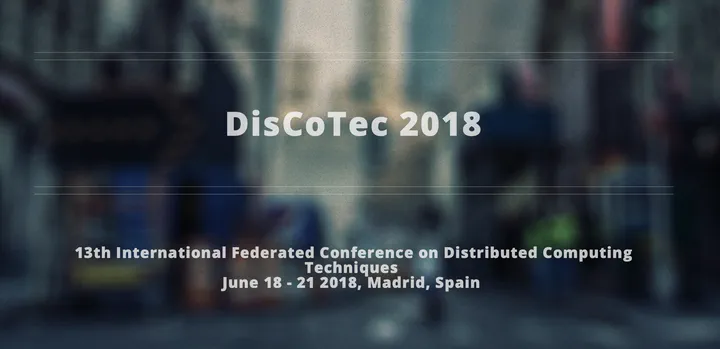 DisCoTec 2018
13th International Federated Conference on Distributed Computing
Techniques
June 18 - 21 2018, Madrid, Spain